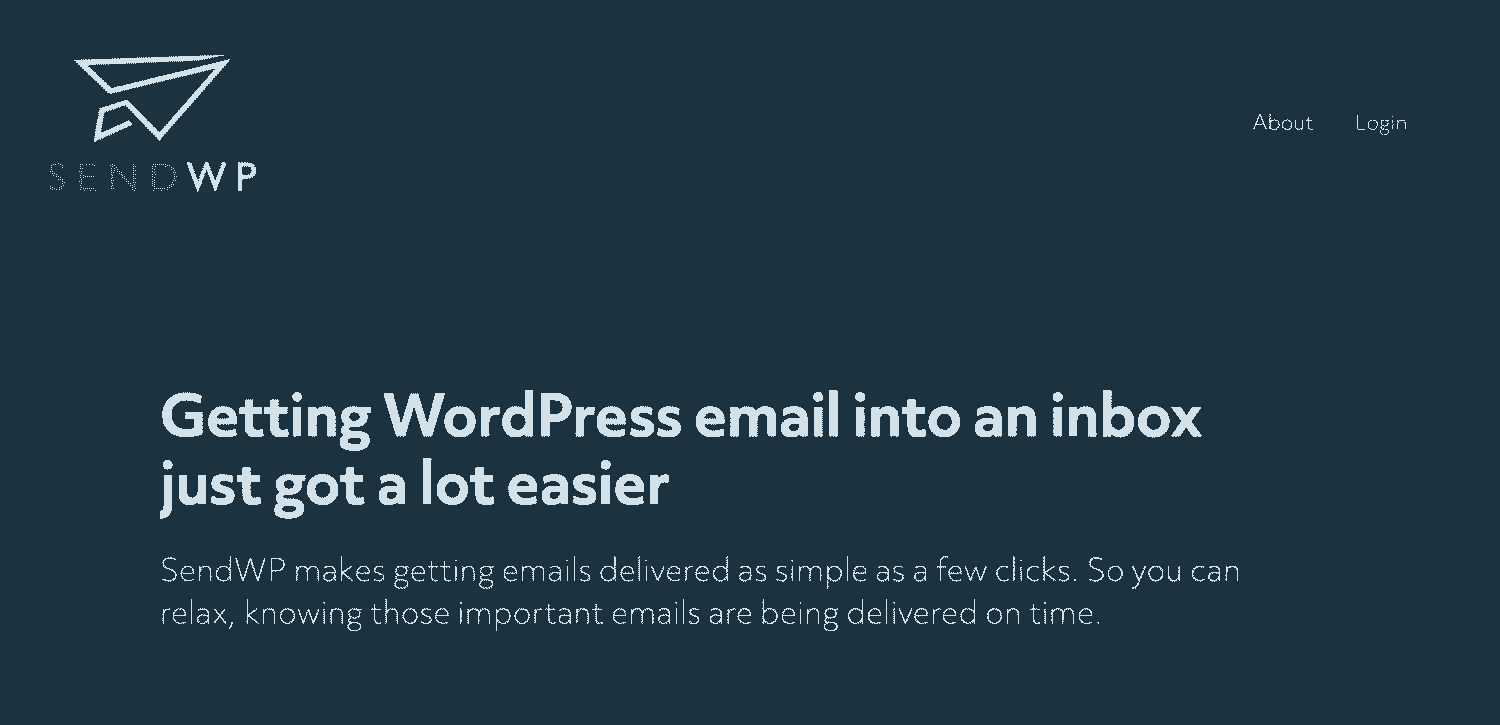 SENDWP
About
Login
Getting WordPress email into an inbox
just got a lot easier
SendWP makes getting emails delivered as simple as a few clicks. So you can
relax, knowing those important emails are being delivered on time.